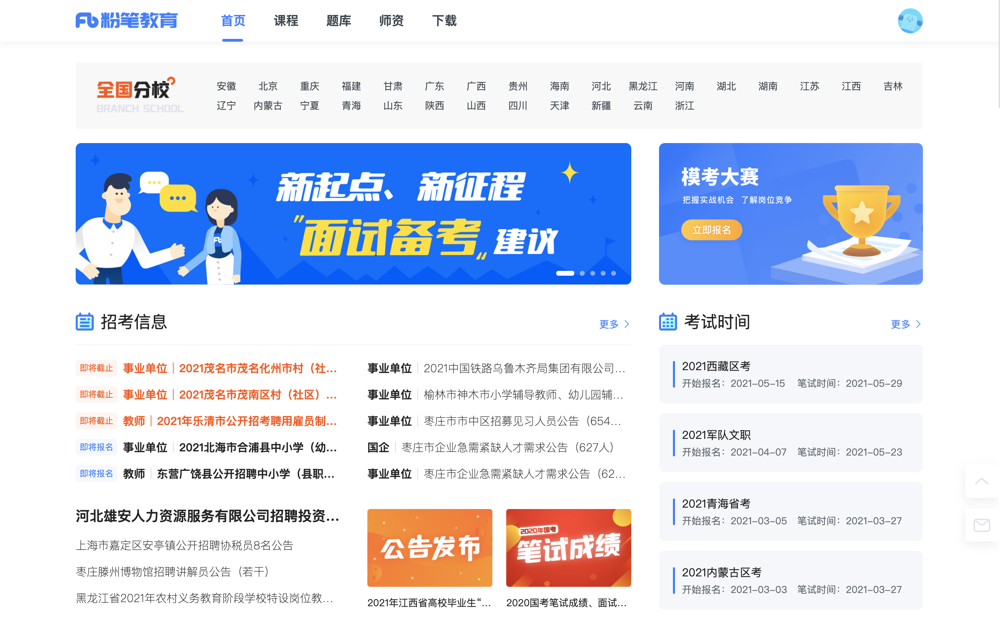 粉笔教育
首页 课程 题库 师资 下载
全国分校
BRANCH SCHOOL
安徽 北京 重庆 福建 甘肃 广东 广西 贵州 海南 河北 黑龙江 河南 湖北 湖南 江苏 江西 吉林
辽宁 内蒙古 宁夏 青海 山东 陕西 山西 四川 天津 新疆 云南 浙江
新起点、新征程
"面试备考"建议
Fb
模考大赛
把握实战机会 了解岗位竞争
立即报名
招考信息
更多
即将截止 事业单位 2021茂名市茂名化州市村（社...
即将截止 事业单位 2021茂名市茂南区村（社区）...
即将截止 教师 2021年乐清市公开招考聘用雇员制...
即将报名 事业单位 2021北海市合浦县中小学（幼...
即将报名 教师 东营广饶县公开招聘中小学（县职...
事业单位 2021中国铁路乌鲁木齐局集团有限公司...
事业单位 榆林市神木市小学辅导教师、幼儿园辅...
事业单位 枣庄市市中区招募见习人员公告（654...
国企 枣庄市企业急需紧缺人才需求公告（627人）
事业单位 枣庄市企业急需紧缺人才需求公告（62...
河北雄安人力资源服务有限公司招聘投资...
上海市嘉定区安亭镇公开招聘协税员8名公告
枣庄滕州博物馆招聘讲解员公告（若干）
黑龙江省2021年农村义务教育阶段学校特设岗位教...
公告发布
2021年江西省高校毕业生“...
2020年国考
笔试成绩
2020国考笔试成绩、面试...
考试时间
更多
2021西藏区考
开始报名：2021-05-15 笔试时间：2021-05-29
2021军队文职
开始报名：2021-04-07 笔试时间：2021-05-23
2021青海省考
开始报名：2021-03-05 笔试时间：2021-03-27
2021内蒙古区考
开始报名：2021-03-03 笔试时间：2021-03-27